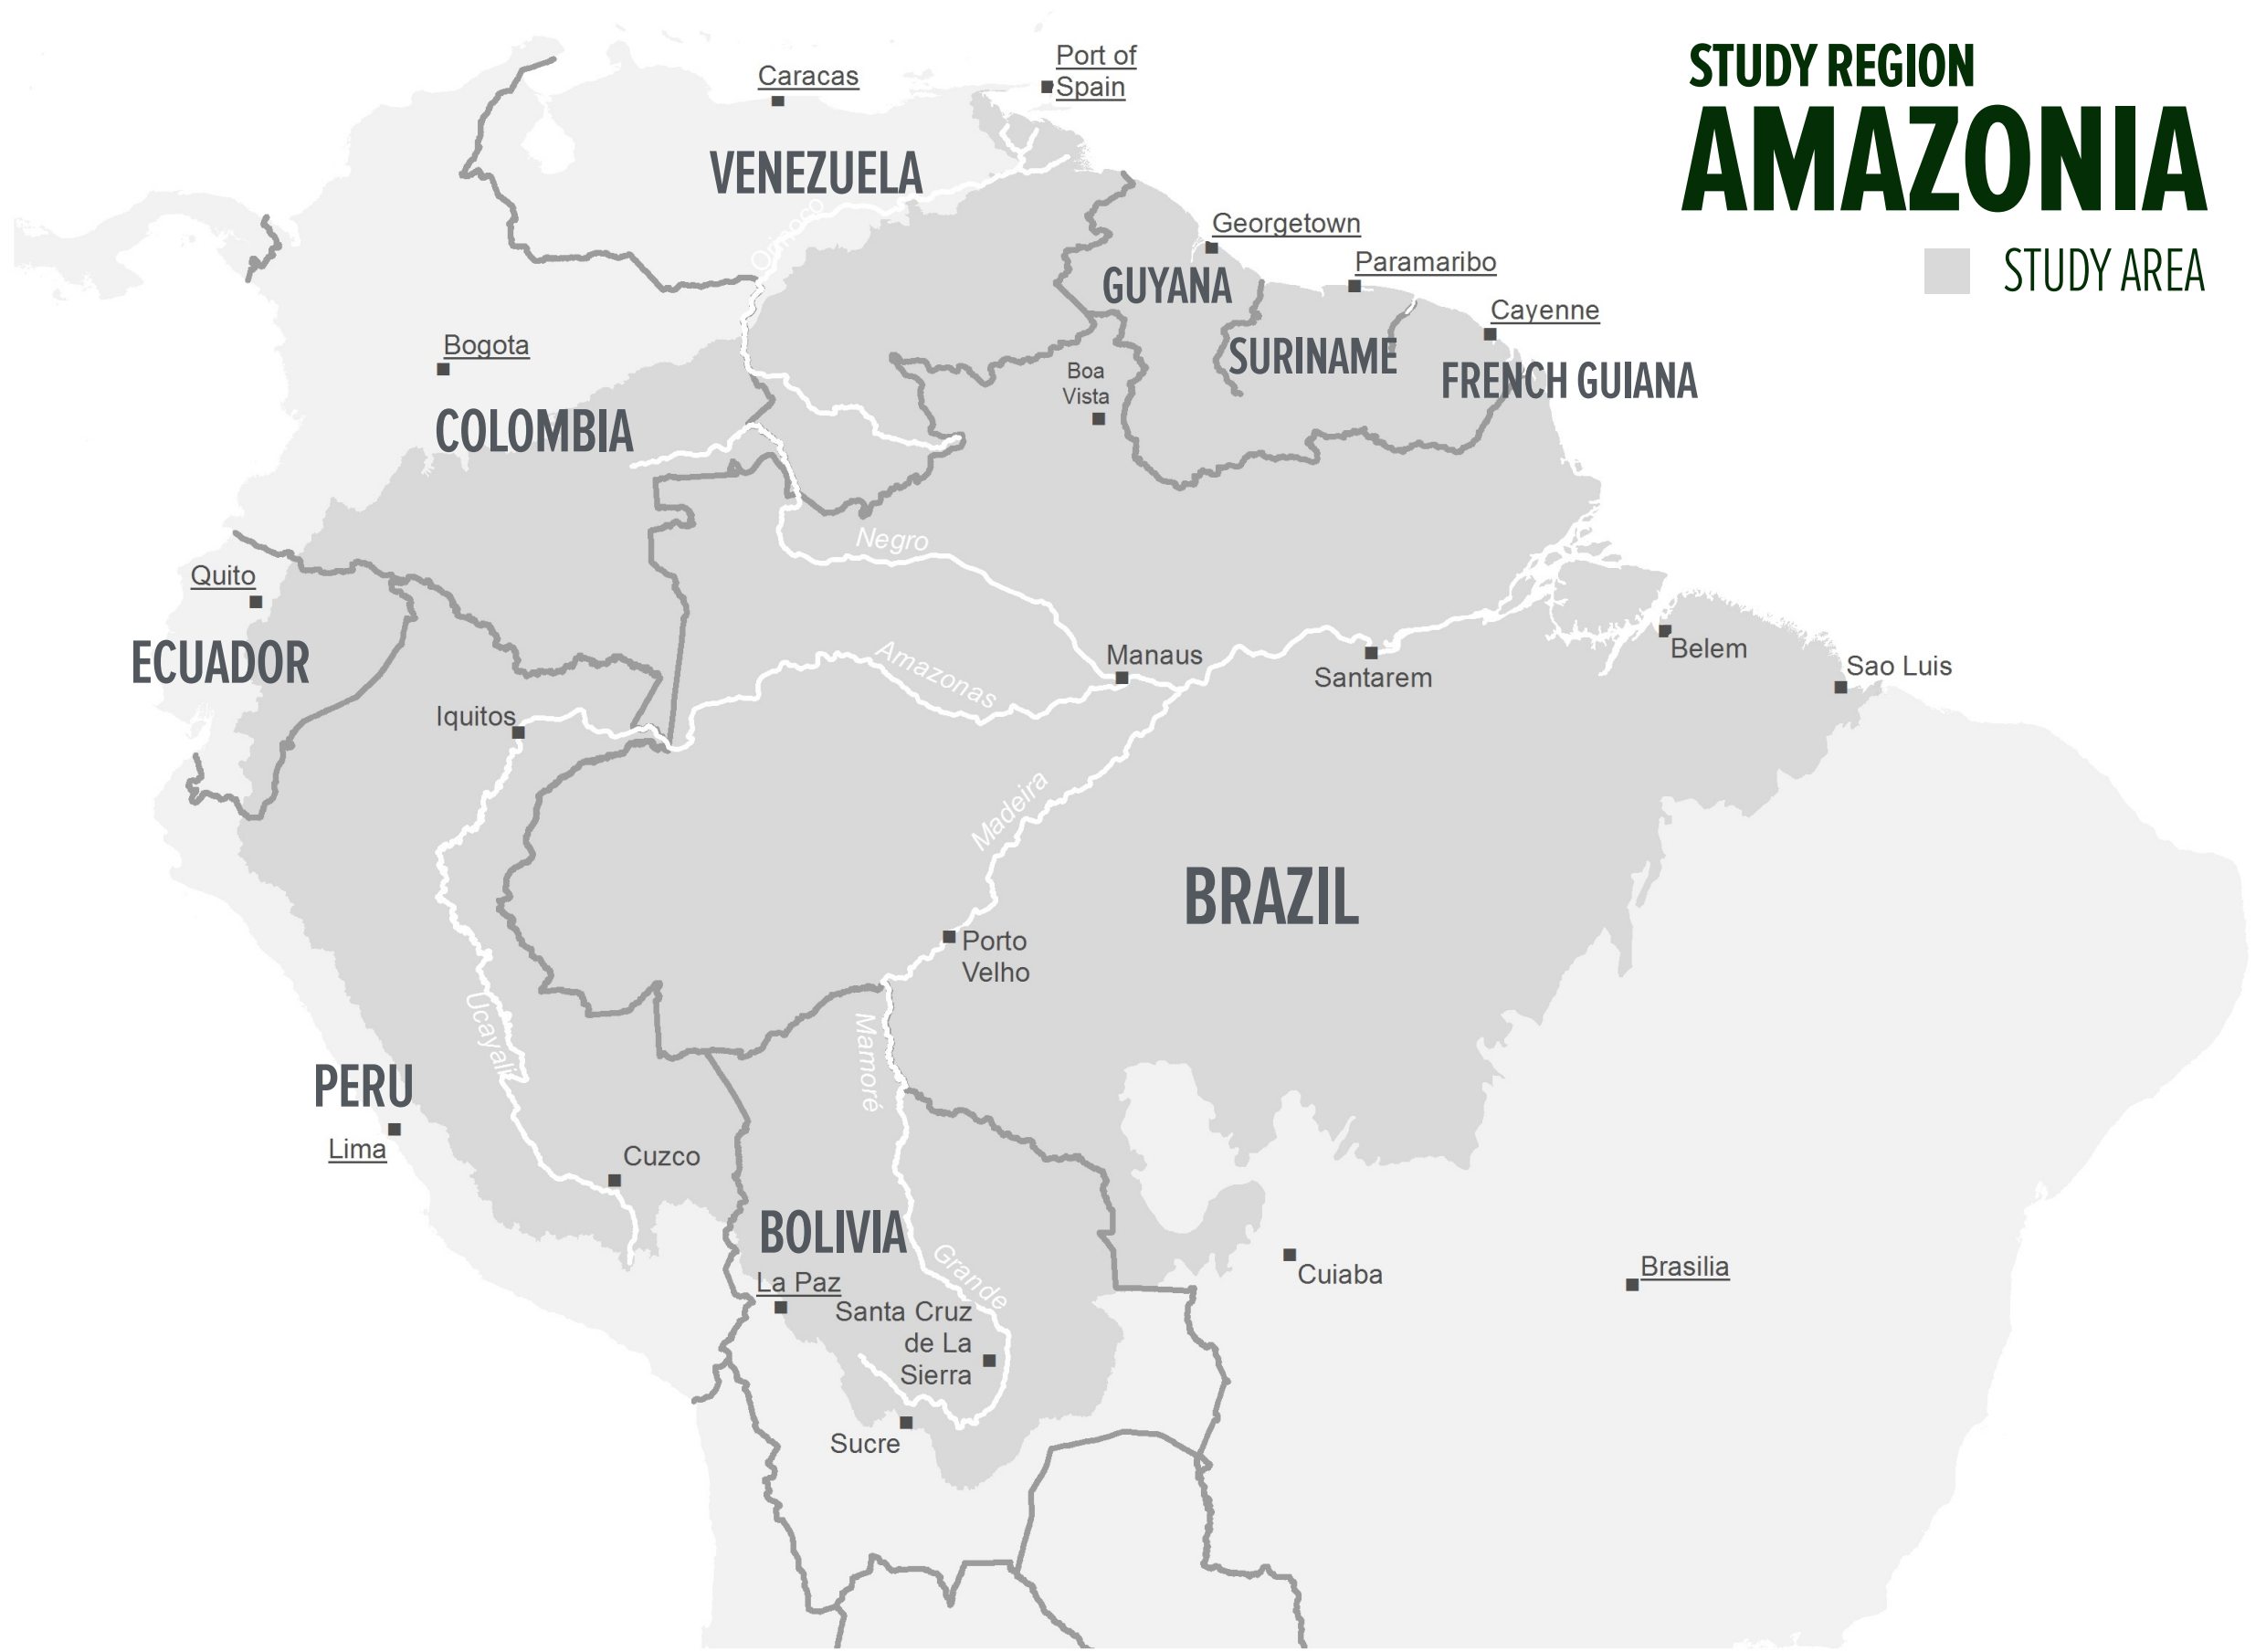 STUDY REGION
AMAZONIA
STUDY AREA
Port of
Spain
Caracas
VENEZUELA
Orinoco
Georgetown
GUYANA
Paramaribo
SURINAME
Cayenne
FRENCH GUIANA
Bogota
COLOMBIA
Boa
Vista
Negro
Quito
ECUADOR
Amazonas
Manaus
Santarem
Belem
Sao Luis
Iquitos
Madeira
BRAZIL
Porto
Velho
Ucayali
Mamoré
PERU
Lima
Cuzco
BOLIVIA
La Paz
Grande
Santa Cruz
de La
Sierra
Sucre
Cuiaba
Brasilia